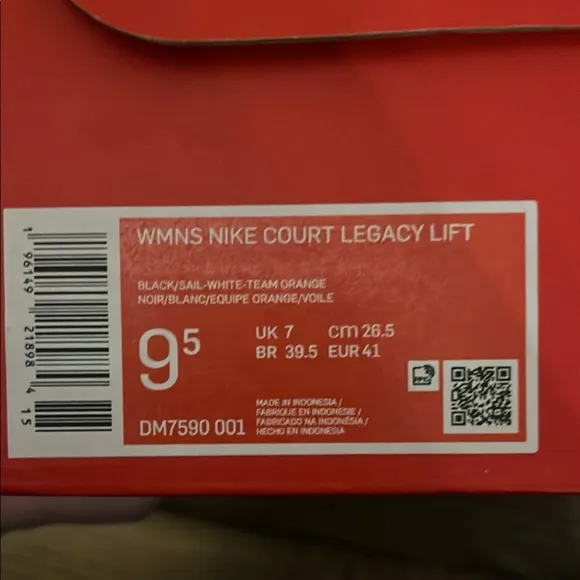 WMNS NIKE COURT LEGACY LIFT
BLACK/SAIL-WHITE-TEAM ORANGE
NOIR/BLANC/EQUIPE ORANGE/VOILE
9⁵
UK 7 cm 26.5
BR 39.5 EUR 41
DM7590 001
MADE IN INDONESIA /
FABRIQUE EN INDONESIE /
FABRICADO NA INDONÉSIA /
HECHO EN INDONESIA
1 96149 21898 4 15